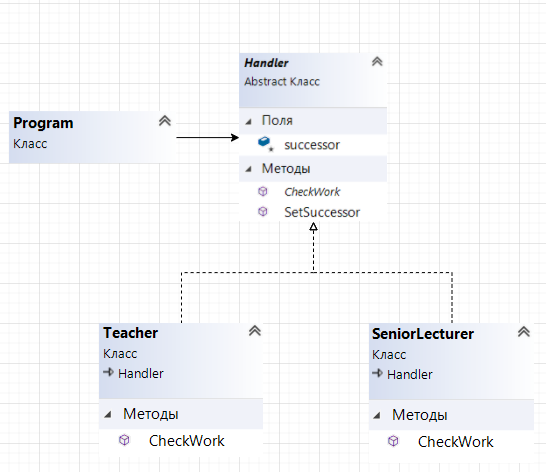 Handler
Abstract Класс
Поля
successor
Методы
CheckWork
SetSuccessor
Program
Класс
Teacher
Класс
Handler
Методы
CheckWork
SeniorLecturer
Класс
Handler
Методы
CheckWork